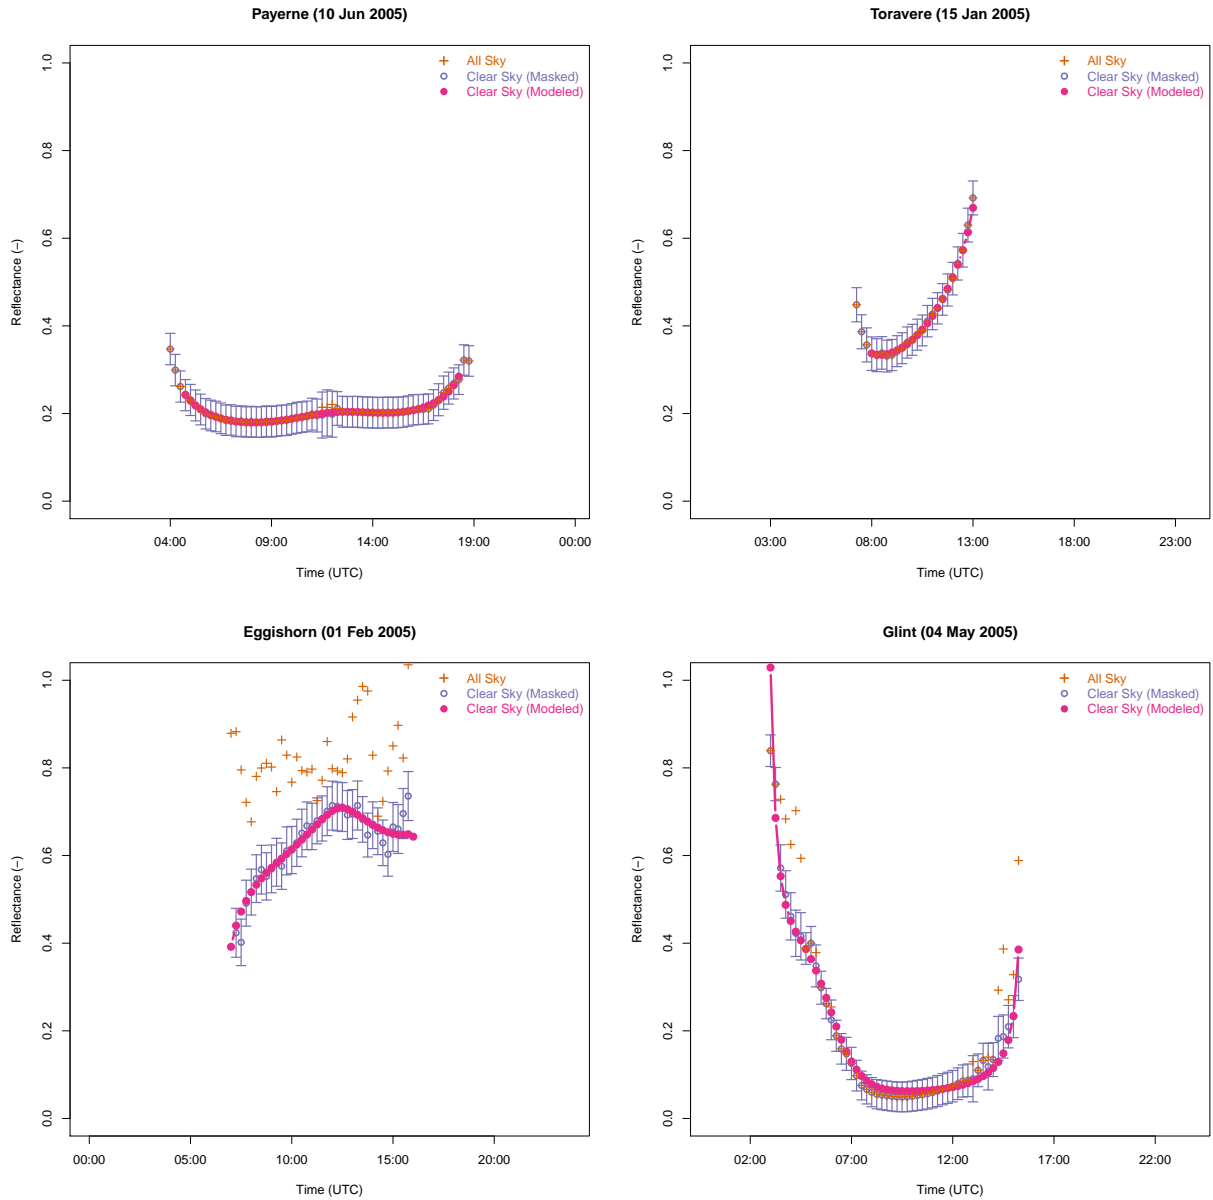 Payerne (10 Jun 2005)
+ All Sky
Clear Sky (Masked)
Clear Sky (Modeled)
Reflectance (−)
1.0
0.8
0.6
0.4
0.2
0.0
04:00 09:00 14:00 19:00 00:00
Time (UTC)
Toravere (15 Jan 2005)
+ All Sky
Clear Sky (Masked)
Clear Sky (Modeled)
Reflectance (−)
1.0
0.8
0.6
0.4
0.2
0.0
03:00 08:00 13:00 18:00 23:00
Time (UTC)
Eggishorn (01 Feb 2005)
+ All Sky
Clear Sky (Masked)
Clear Sky (Modeled)
Reflectance (−)
1.0
0.8
0.6
0.4
0.2
0.0
00:00 05:00 10:00 15:00 20:00
Time (UTC)
Glint (04 May 2005)
+ All Sky
Clear Sky (Masked)
Clear Sky (Modeled)
Reflectance (−)
1.0
0.8
0.6
0.4
0.2
0.0
02:00 07:00 12:00 17:00 22:00
Time (UTC)